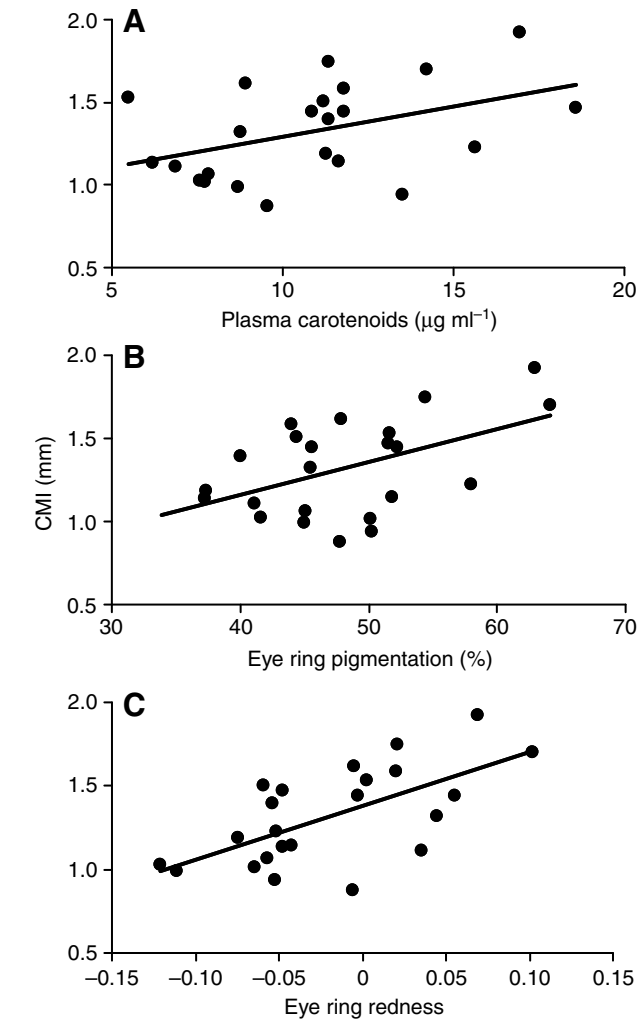 A
2.0
1.5
1.0
0.5
5 10 15 20
Plasma carotenoids (µg ml–1)
B
2.0
1.5
1.0
0.5
CMI (mm)
30 40 50 60 70
Eye ring pigmentation (%)
C
2.0
1.5
1.0
0.5
–0.15 –0.10 –0.05 0 0.05 0.10 0.15
Eye ring redness